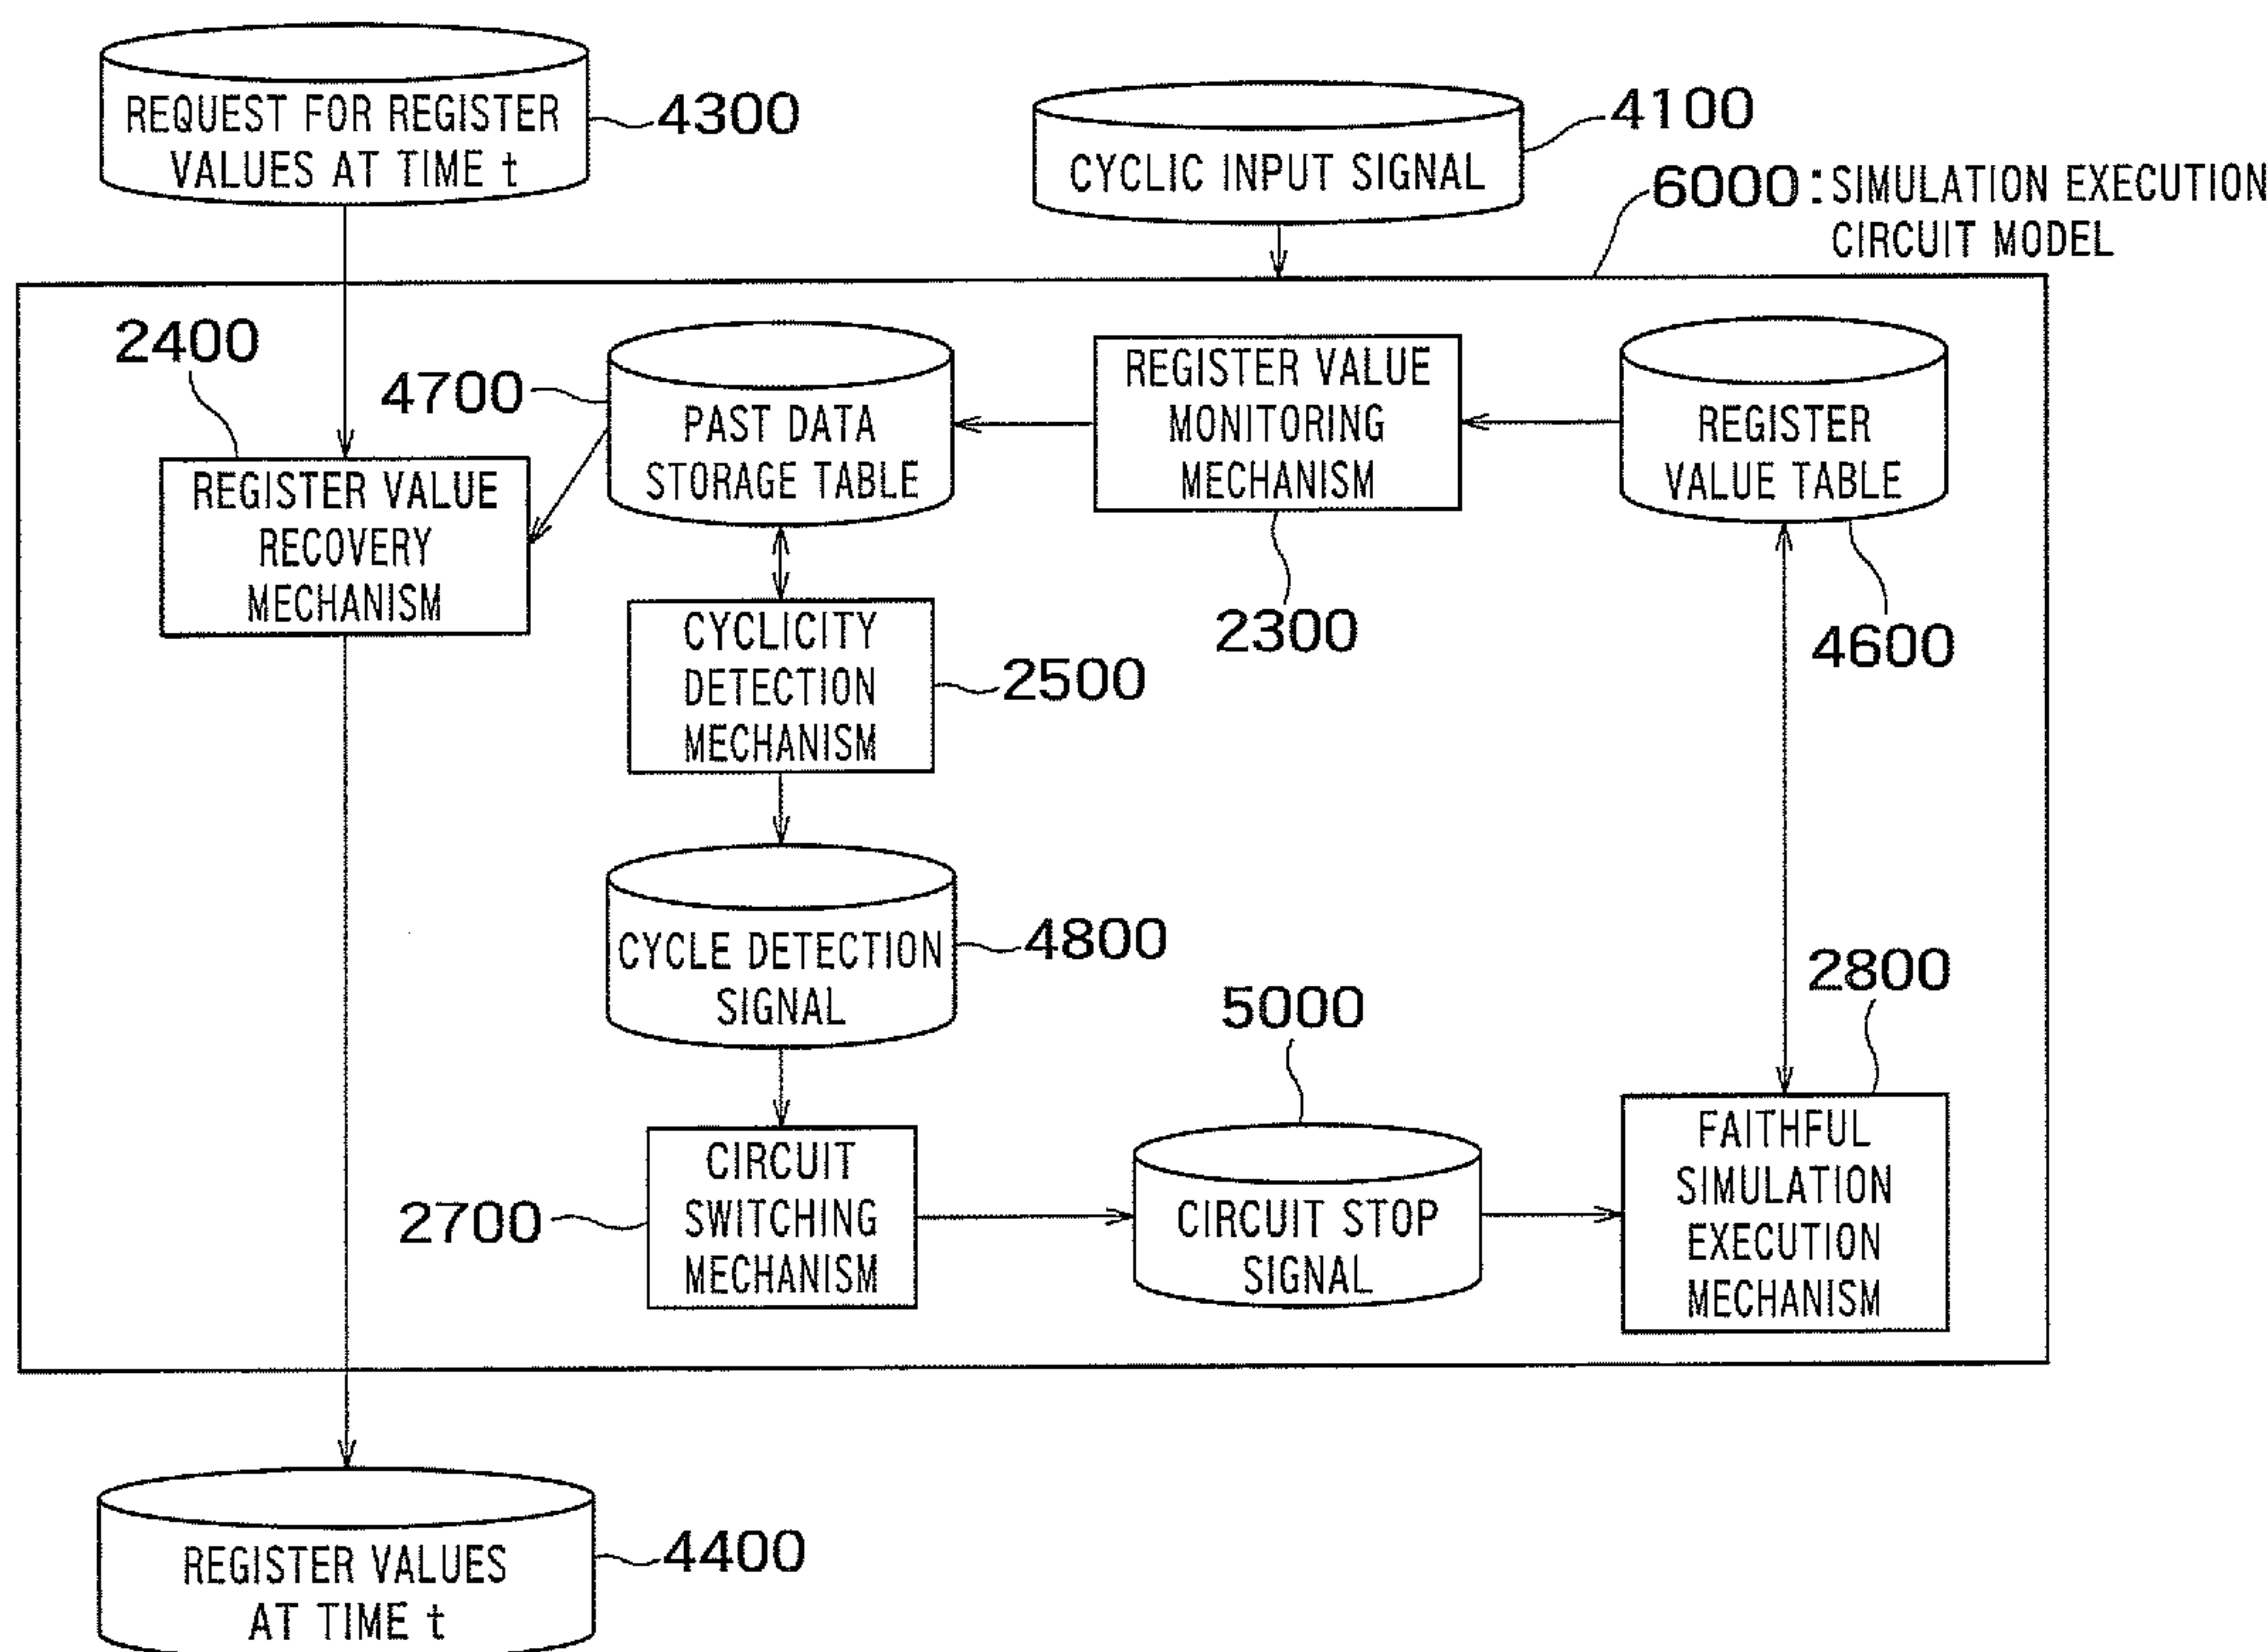 REQUEST FOR REGISTER
VALUES AT TIME t
4300
CYCLIC INPUT SIGNAL
4100
6000 : SIMULATION EXECUTION
CIRCUIT MODEL
2400
REGISTER VALUE
RECOVERY
MECHANISM
4700
PAST DATA
STORAGE TABLE
REGISTER VALUE
MONITORING
MECHANISM
2300
REGISTER
VALUE TABLE
4600
CYCLICITY
DETECTION
MECHANISM
2500
CYCLE DETECTION
SIGNAL
4800
CIRCUIT
SWITCHING
MECHANISM
2700
5000
CIRCUIT STOP
SIGNAL
2800
FAITHFUL
SIMULATION
EXECUTION
MECHANISM
REGISTER VALUES
AT TIME t
4400